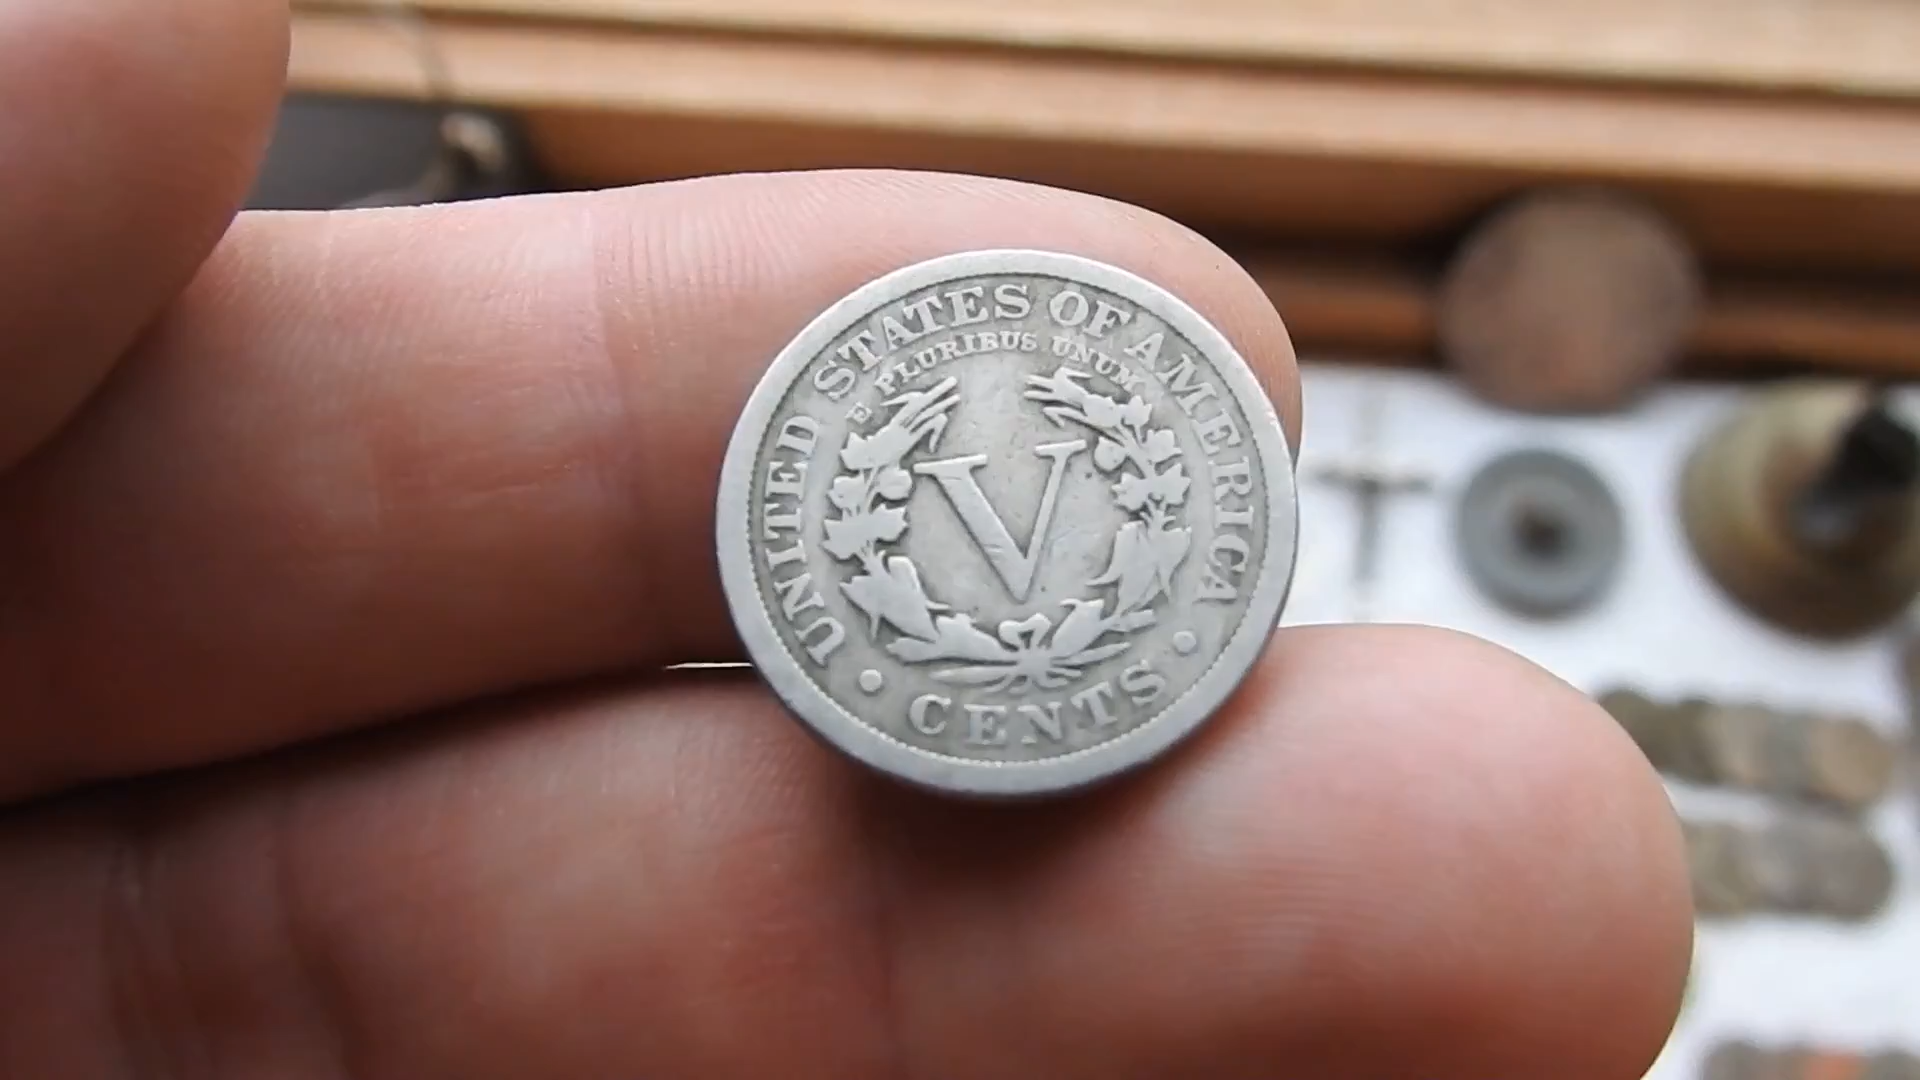 UNITED STATES OF AMERICA
E PLURIBUS UNUM
V
• CENTS •